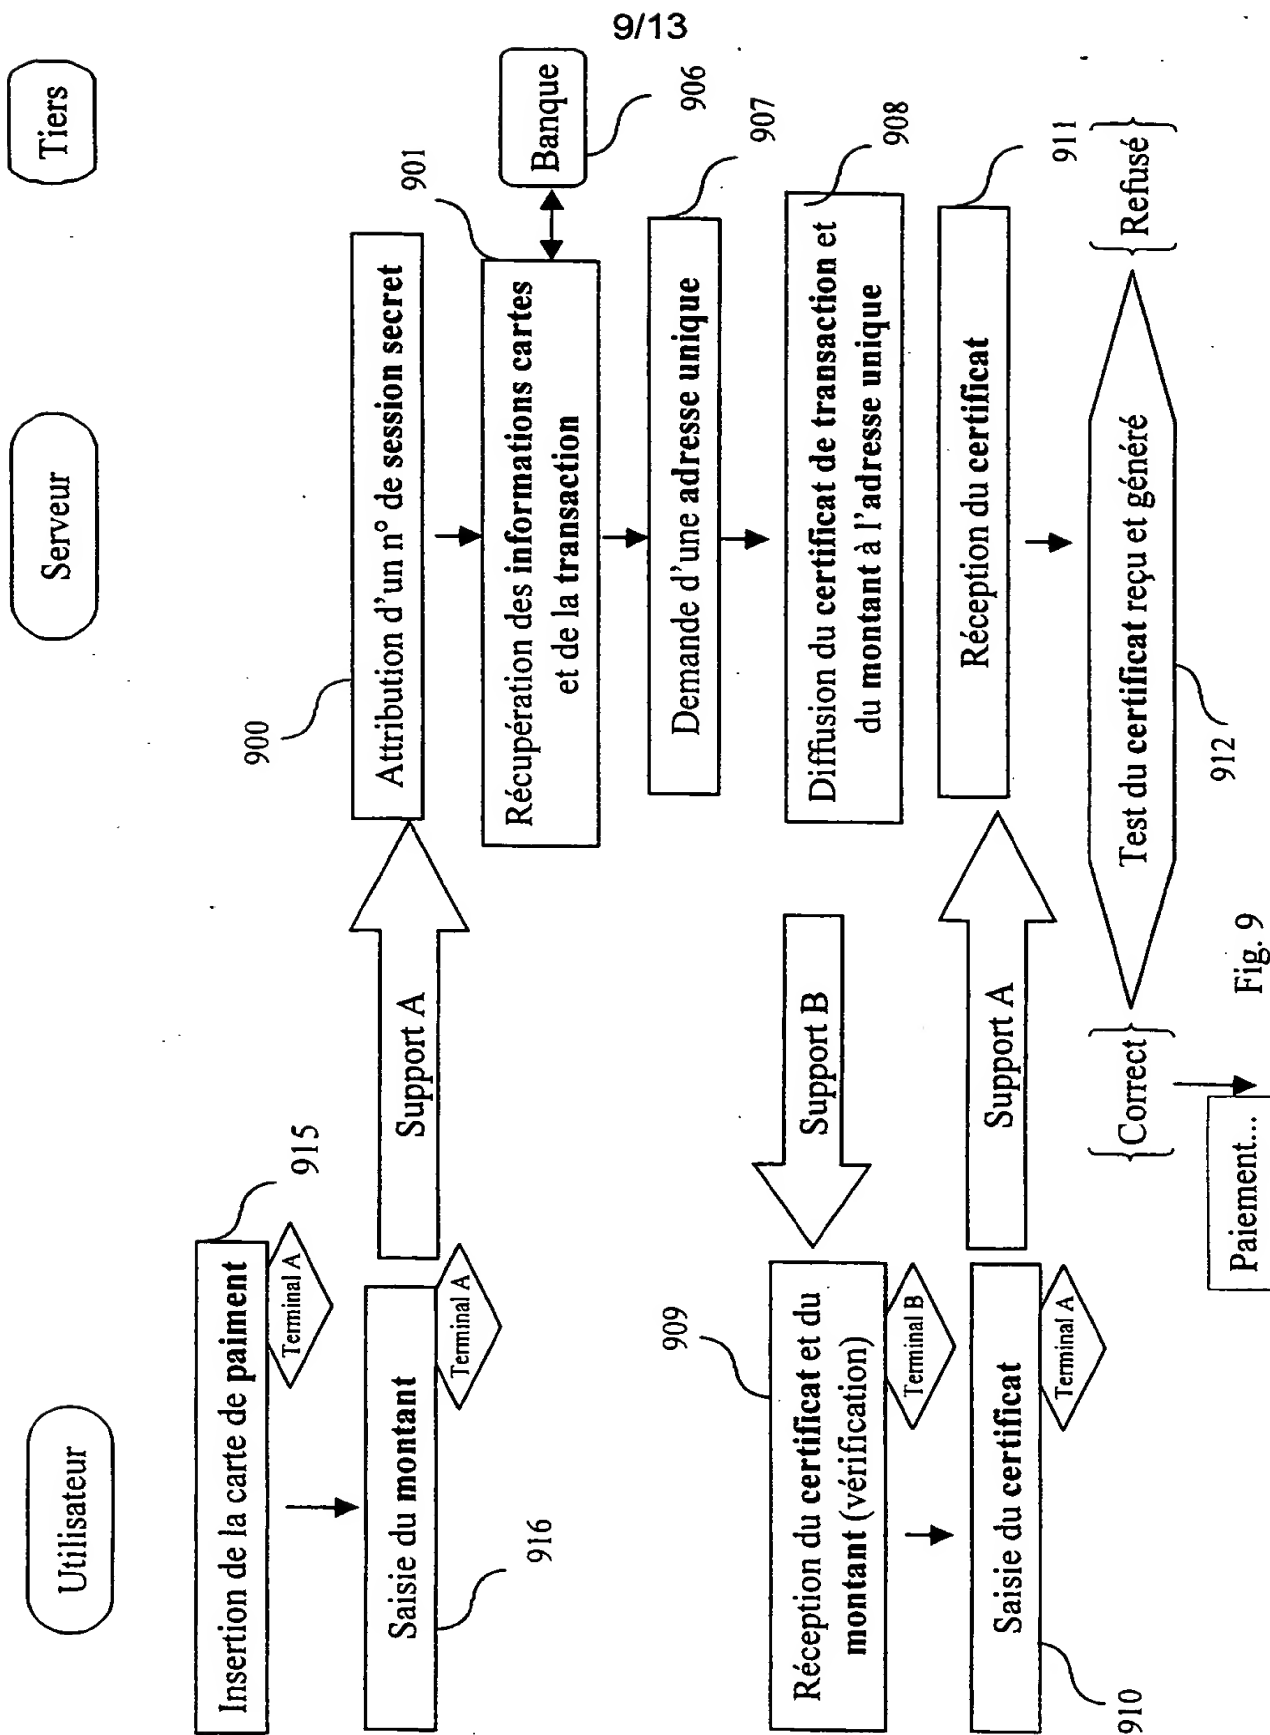 9/13
Utilisateur
Serveur
Tiers
Insertion de la carte de paiment
915
Terminal A
Saisie du montant
916
Terminal A
Support A
Attribution d'un n° de session secret
900
Récupération des informations cartes
et de la transaction
901
Banque
906
Demande d'une adresse unique
907
Diffusion du certificat de transaction et
du montant à l'adresse unique
908
Support B
Réception du certificat et du
montant (vérification)
909
Terminal B
Saisie du certificat
910
Terminal A
Support A
Réception du certificat
911
Test du certificat reçu et généré
912
{Correct}
{Refusé}
Paiement...
Fig. 9